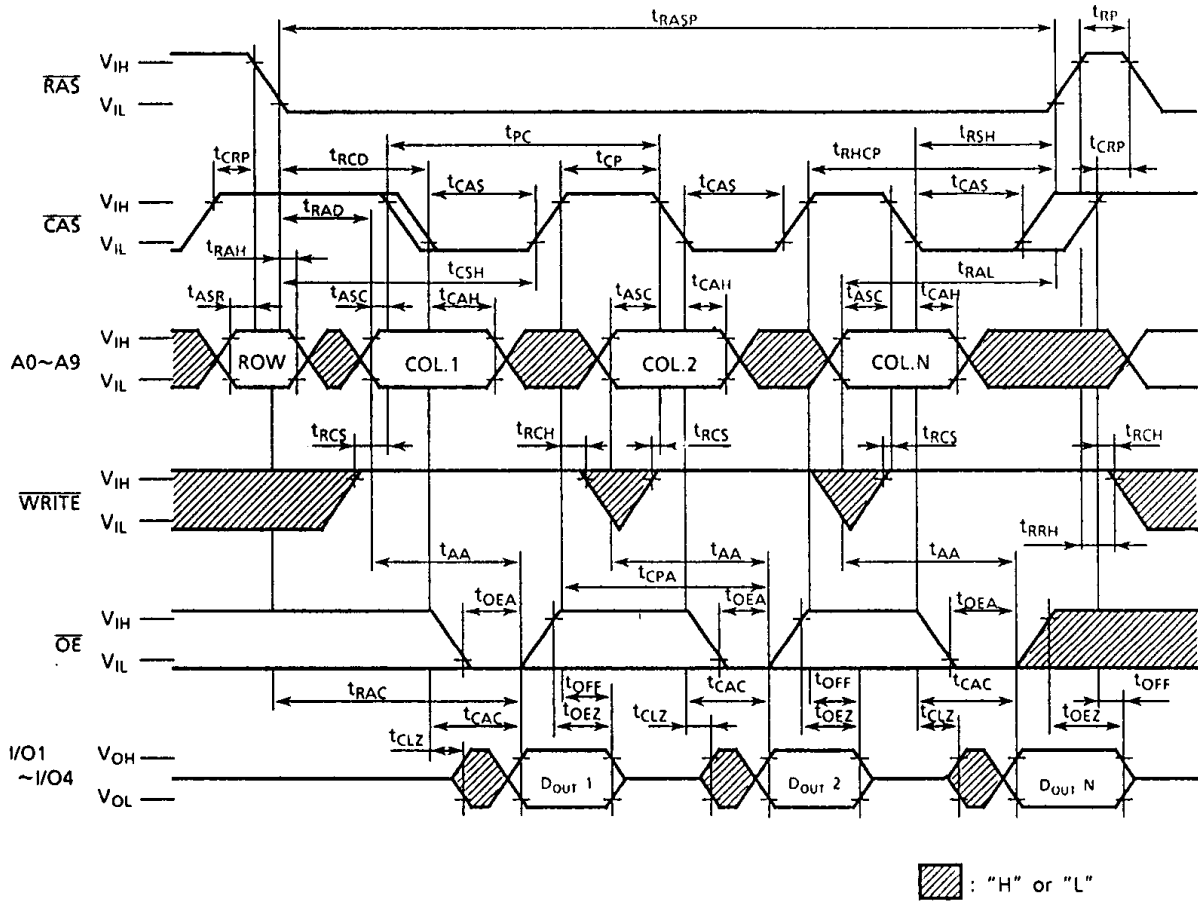 tRASP tRP
VIH
RAS
VIL
tPC tRSH
tCRP tRCD tCP tRHCP tCRP
tCAS tCAS tCAS
VIH
CAS tRAD
VIL
tRAH tCSH tRAL
tASR tASC tCAH tASC tCAH tASC tCAH
VIH
A0~A9 ROW COL.1 COL.2 COL.N
VIL
tRCS tRCH tRCS tRCS tRCH
VIH
WRITE
VIL
tRRH
tAA tAA tAA
tCPA
tOEA tOEA tOEA
VIH
OE
VIL
tRAC tOFF tCAC tOFF tCAC tOFF
tCAC tOEZ tCLZ tOEZ tCLZ tOEZ
tCLZ
I/O1 VOH
~I/O4 DOUT 1 DOUT 2 DOUT N
VOL
: "H" or "L"